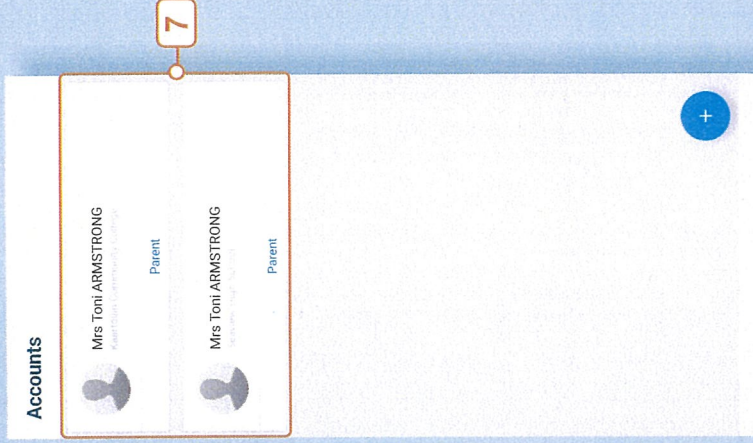 Accounts
7
Mrs Toni ARMSTRONG
Parent
Mrs Toni ARMSTRONG
Parent
+